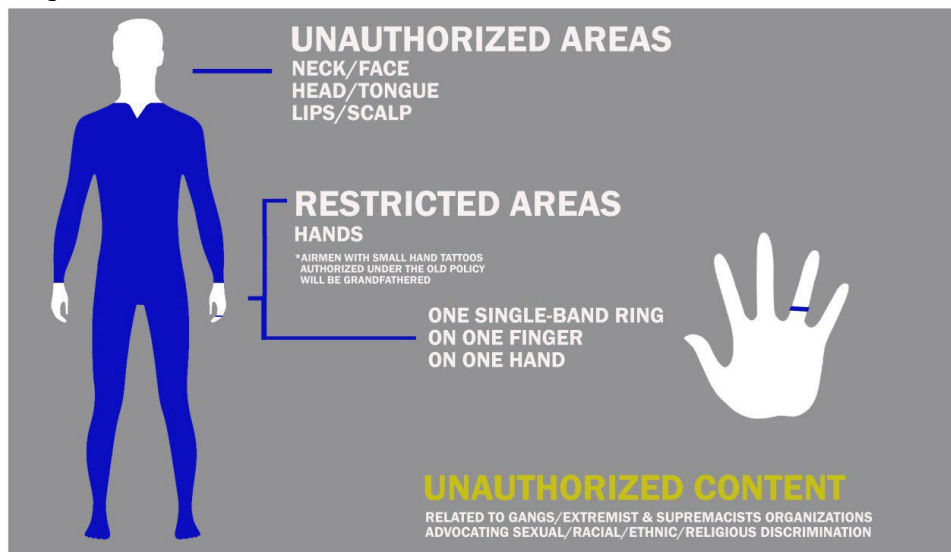 UNAUTHORIZED AREAS
NECK/FACE
HEAD/TONGUE
LIPS/SCALP
RESTRICTED AREAS
HANDS
*AIRMEN WITH SMALL HAND TATTOOS
AUTHORIZED UNDER THE OLD POLICY
WILL BE GRANDFATHERED
ONE SINGLE-BAND RING
ON ONE FINGER
ON ONE HAND
UNAUTHORIZED CONTENT
RELATED TO GANGS/EXTREMIST & SUPREMACISTS ORGANIZATIONS
ADVOCATING SEXUAL/RACIAL/ETHNIC/RELIGIOUS DISCRIMINATION